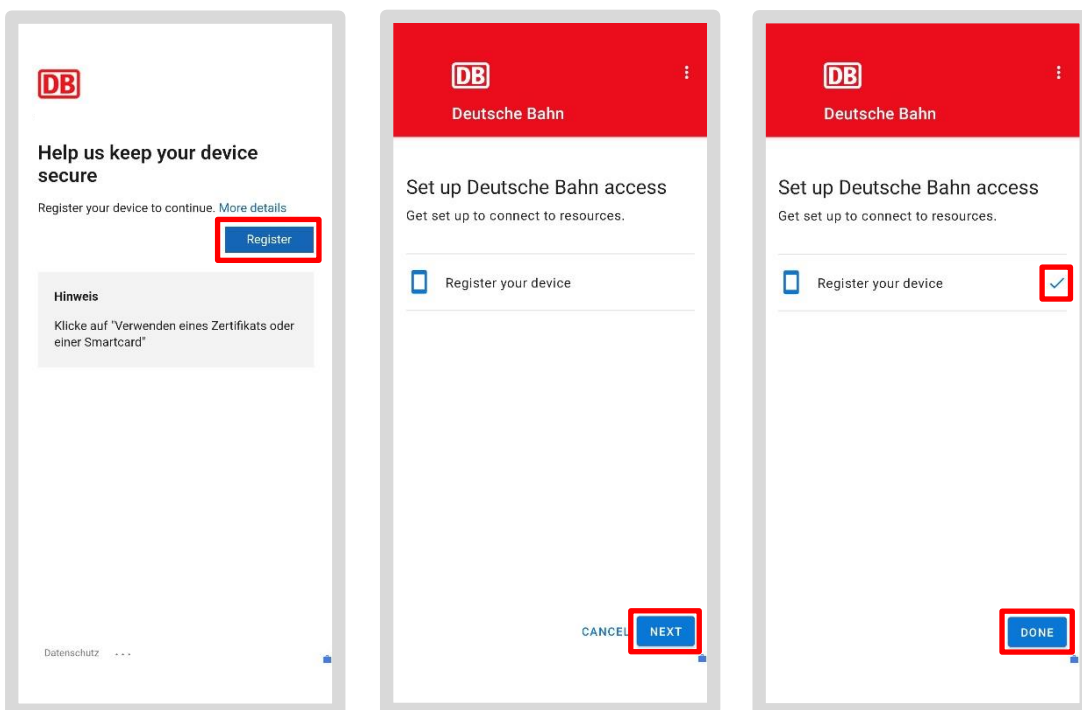 DB
Help us keep your device
secure
Register your device to continue. More details
Register
Hinweis
Klicke auf "Verwenden eines Zertifikats oder
einer Smartcard"
Datenschutz ...
DB
Deutsche Bahn
Set up Deutsche Bahn access
Get set up to connect to resources.
Register your device
CANCEL NEXT
DB
Deutsche Bahn
Set up Deutsche Bahn access
Get set up to connect to resources.
Register your device
DONE